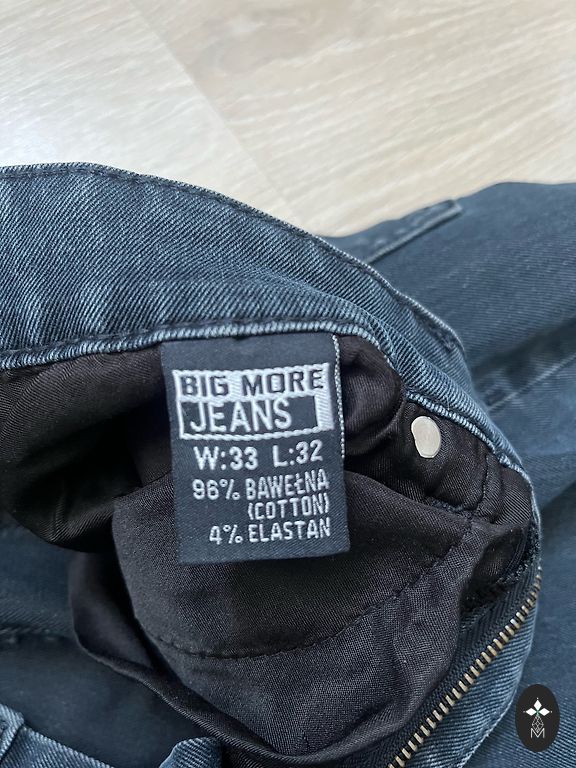 BIG MORE
JEANS
W:33 L:32
96% BAWEŁNA
(COTTON)
4% ELASTAN
M